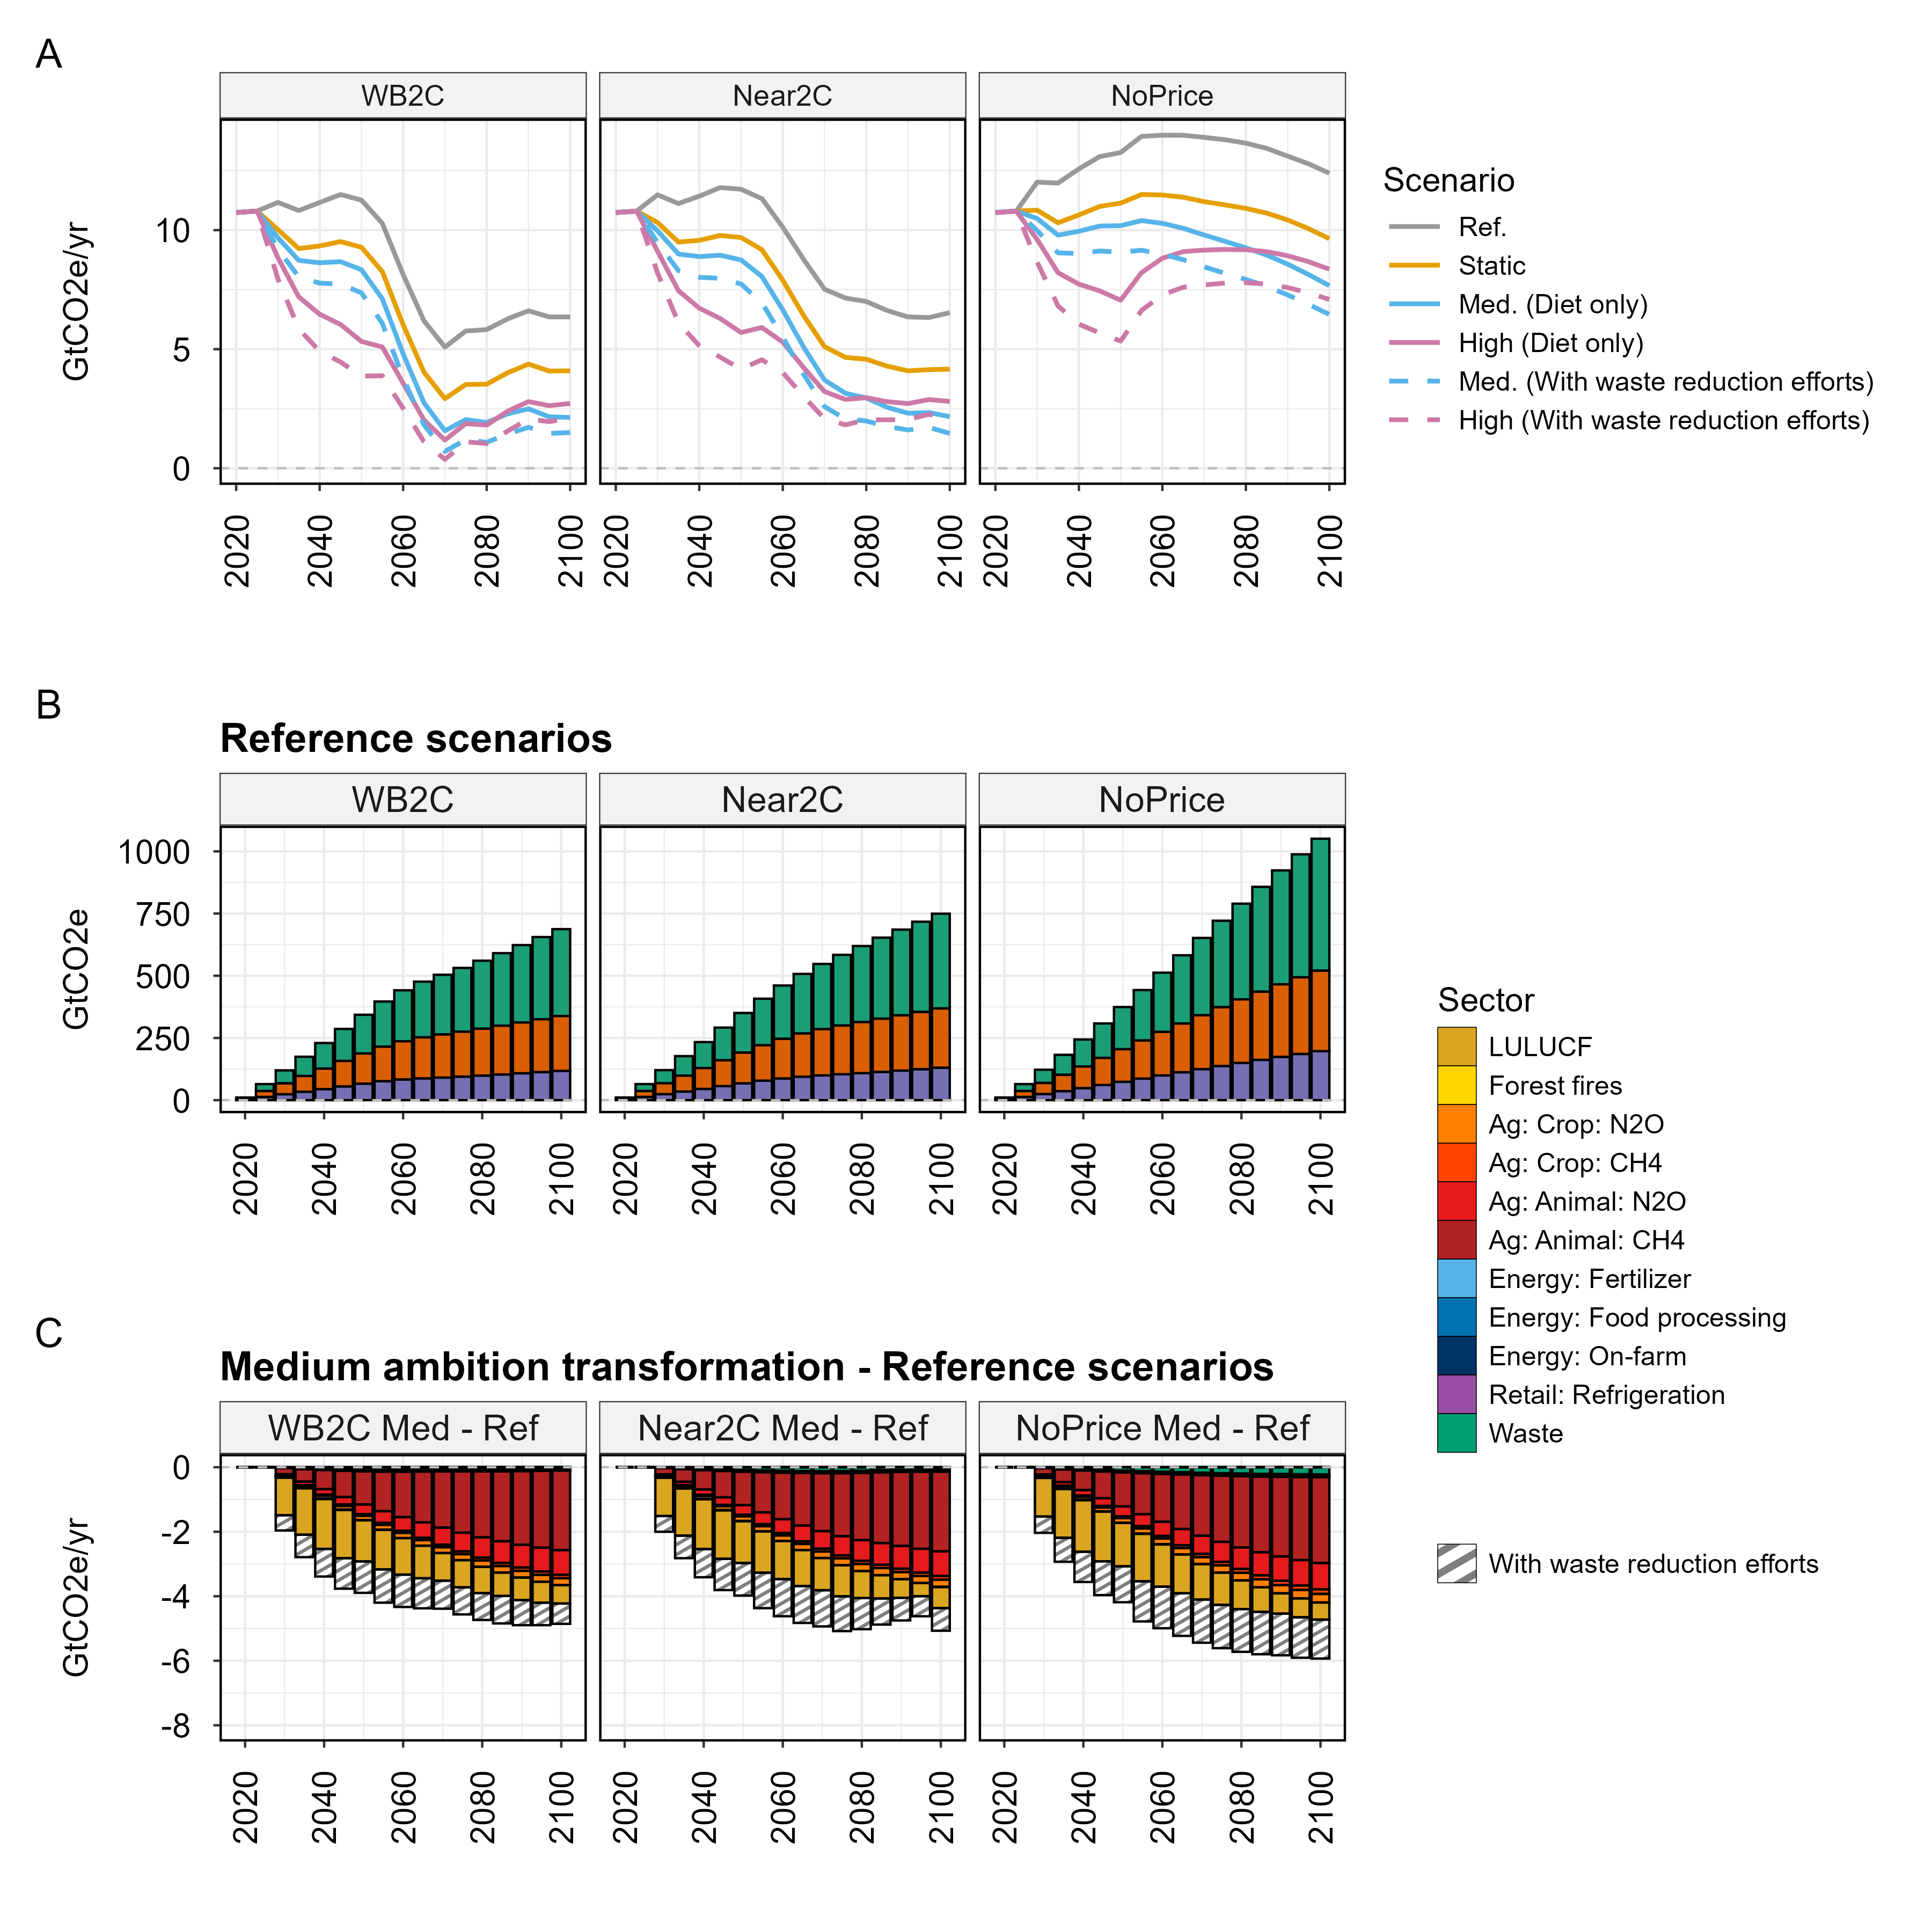 A
WB2C
Near2C
NoPrice
GtCO2e/yr
10
5
0
2020 2040 2060 2080 2100
2020 2040 2060 2080 2100
2020 2040 2060 2080 2100
Scenario
Ref.
Static
Med. (Diet only)
High (Diet only)
Med. (With waste reduction efforts)
High (With waste reduction efforts)
B
Reference scenarios
WB2C
Near2C
NoPrice
GtCO2e
1000
750
500
250
0
2020 2040 2060 2080 2100
2020 2040 2060 2080 2100
2020 2040 2060 2080 2100
Sector
LULUCF
Forest fires
Ag: Crop: N2O
Ag: Crop: CH4
Ag: Animal: N2O
Ag: Animal: CH4
Energy: Fertilizer
Energy: Food processing
Energy: On-farm
Retail: Refrigeration
Waste
With waste reduction efforts
C
Medium ambition transformation - Reference scenarios
WB2C Med - Ref
Near2C Med - Ref
NoPrice Med - Ref
GtCO2e/yr
0
-2
-4
-6
-8
2020 2040 2060 2080 2100
2020 2040 2060 2080 2100
2020 2040 2060 2080 2100